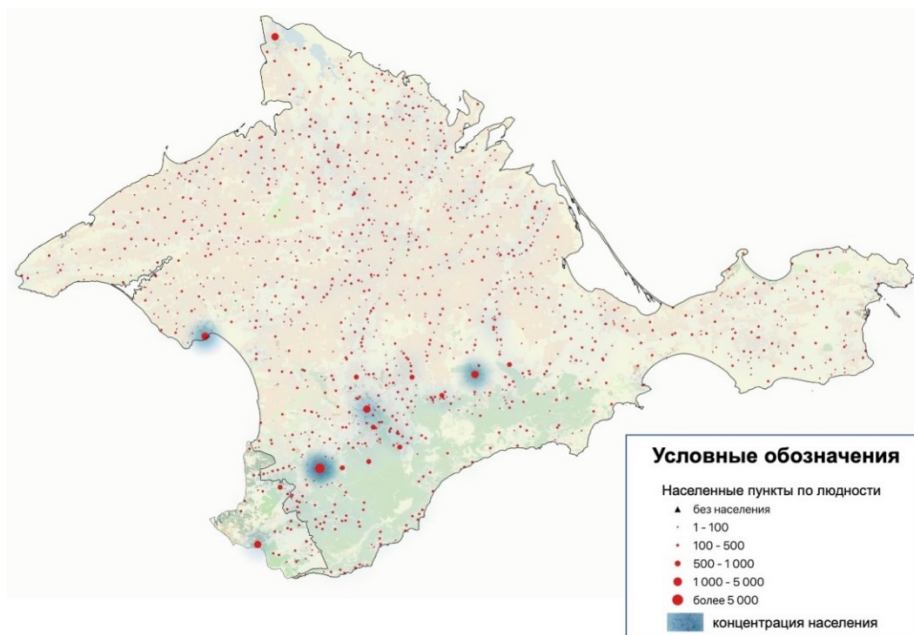 Условные обозначения
Населенные пункты по людности
без населения
1 - 100
100 - 500
500 - 1 000
1 000 - 5 000
более 5 000
концентрация населения